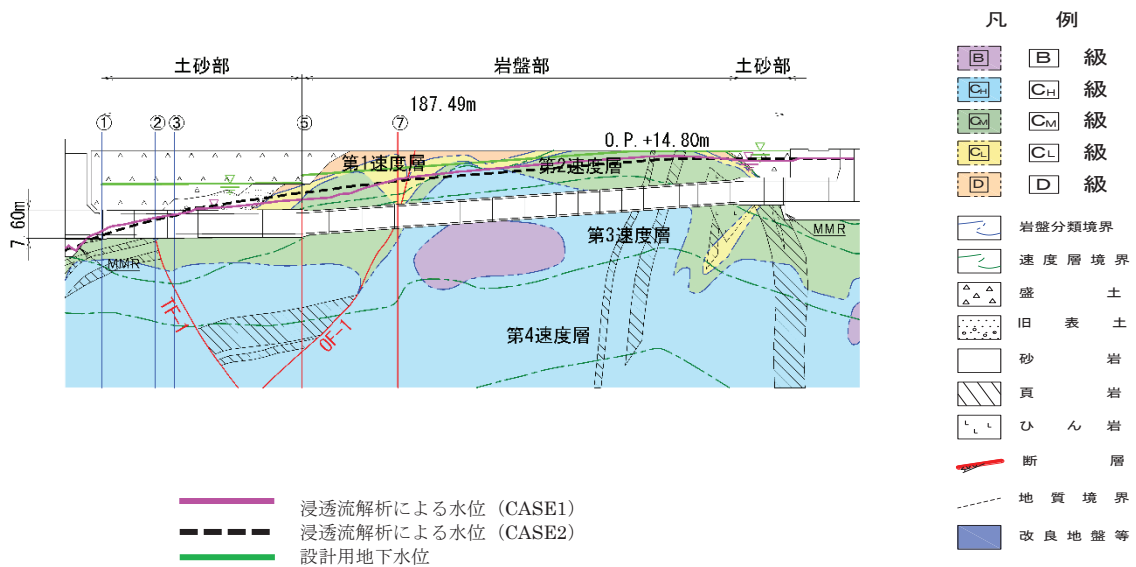 土砂部 岩盤部 土砂部
187.49m
① ② ③ ⑤ ⑦
O.P.+14.80m
第1速度層 第2速度層
7.60m
第3速度層
MMR MMR
TF-1
OF-1
第4速度層
浸透流解析による水位（CASE1）
浸透流解析による水位（CASE2）
設計用地下水位
凡 例
B B 級
CH CH 級
CM CM 級
CL CL 級
D D 級
岩盤分類境界
速度層境界
盛土
旧表土
砂岩
頁岩
ひん岩
断層
地質境界
改良地盤等